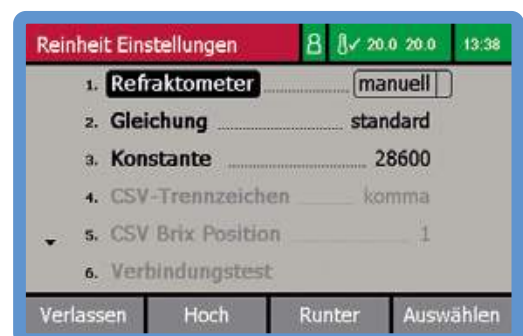 Reinheit Einstellungen 8 20.0 20.0 13:38
1. Refraktometer manuell
2. Gleichung standard
3. Konstante 28600
4. CSV-Trennzeichen komma
5. CSV Brix Position 1
6. Verbindungstest
Verlassen Hoch Runter Auswählen